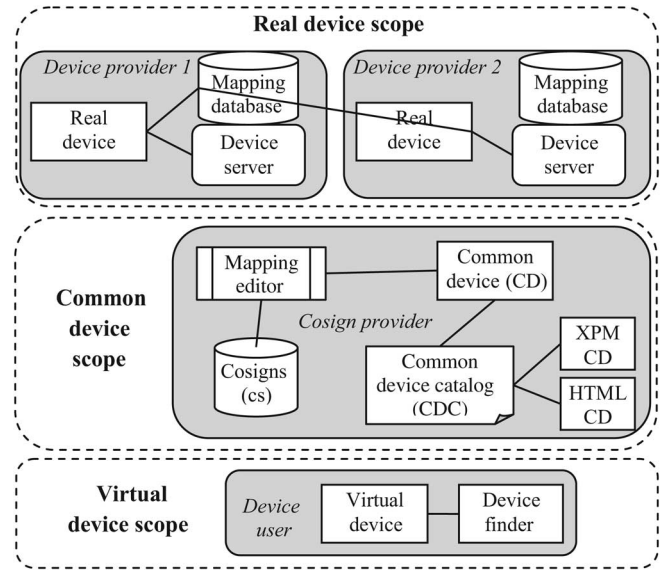 Real device scope
Device provider 1
Mapping
database
Real
device
Device
server
Device provider 2
Mapping
database
Real
device
Device
server
Common
device
scope
Mapping
editor
Common
device (CD)
Cosign provider
Cosigns
(cs)
Common
device catalog
(CDC)
XPM
CD
HTML
CD
Virtual
device scope
Device
user
Virtual
device
Device
finder